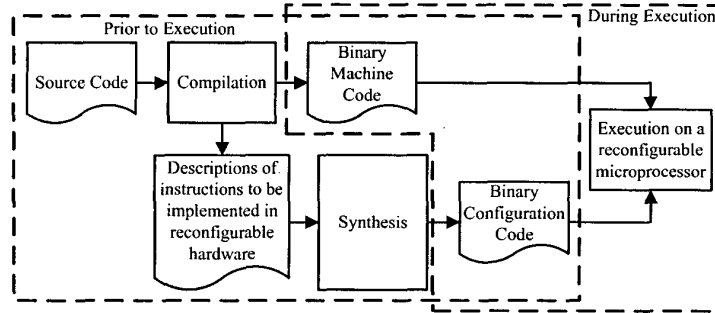 During Execution
Prior to Execution
Source Code
Compilation
Binary
Machine
Code
Execution on a
reconfigurable
microprocessor
Descriptions of
instructions to be
implemented in
reconfigurable
hardware
Synthesis
Binary
Configuration
Code